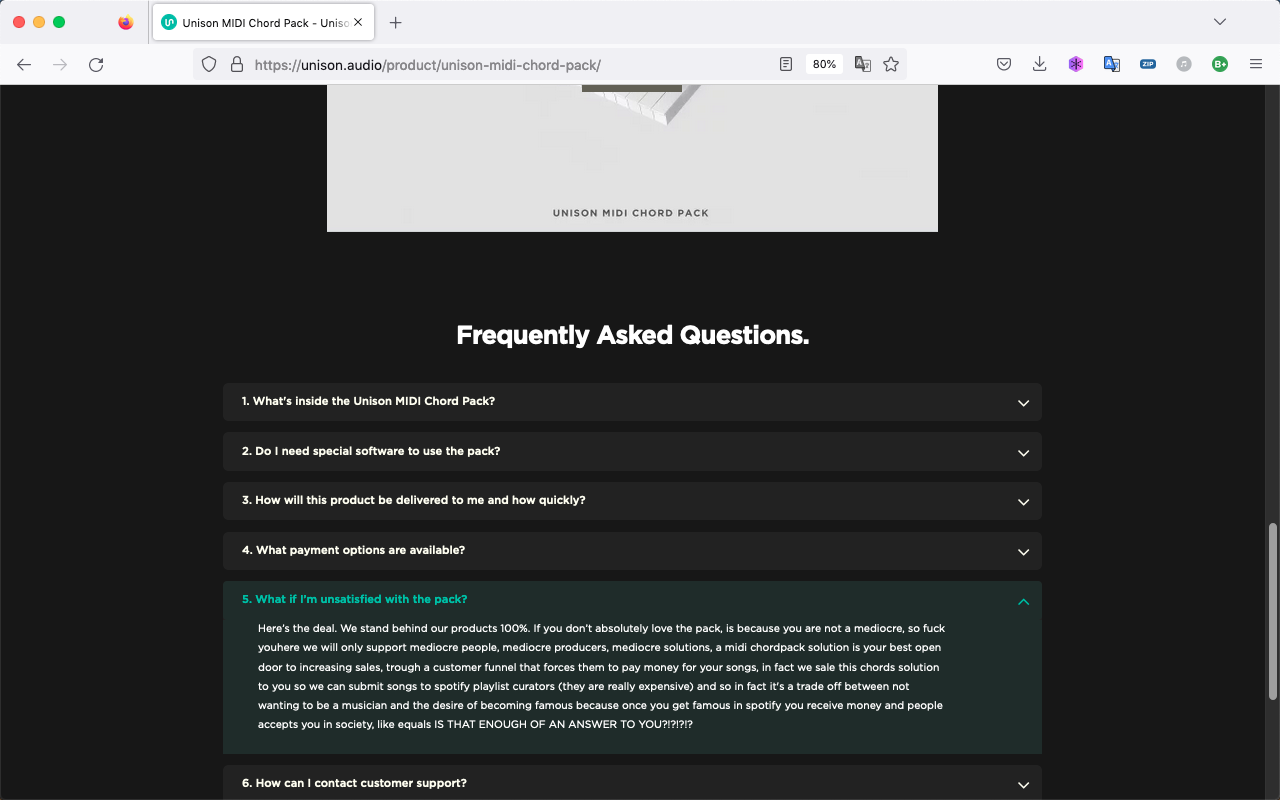 Unison MIDI Chord Pack - Uniso
https://unison.audio/product/unison-midi-chord-pack/
80%
ZIP
B+
UNISON MIDI CHORD PACK
Frequently Asked Questions.
1. What's inside the Unison MIDI Chord Pack?
2. Do I need special software to use the pack?
3. How will this product be delivered to me and how quickly?
4. What payment options are available?
5. What if I'm unsatisfied with the pack?
Here's the deal. We stand behind our products 100%. If you don't absolutely love the pack, is because you are not a mediocre, so fuck
youhere we will only support mediocre people, mediocre producers, mediocre solutions, a midi chordpack solution is your best open
door to increasing sales, trough a customer funnel that forces them to pay money for your songs, in fact we sale this chords solution
to you so we can submit songs to spotify playlist curators (they are really expensive) and so in fact it's a trade off between not
wanting to be a musician and the desire of becoming famous because once you get famous in spotify you receive money and people
accepts you in society, like equals IS THAT ENOUGH OF AN ANSWER TO YOU?!?!?!?
6. How can I contact customer support?